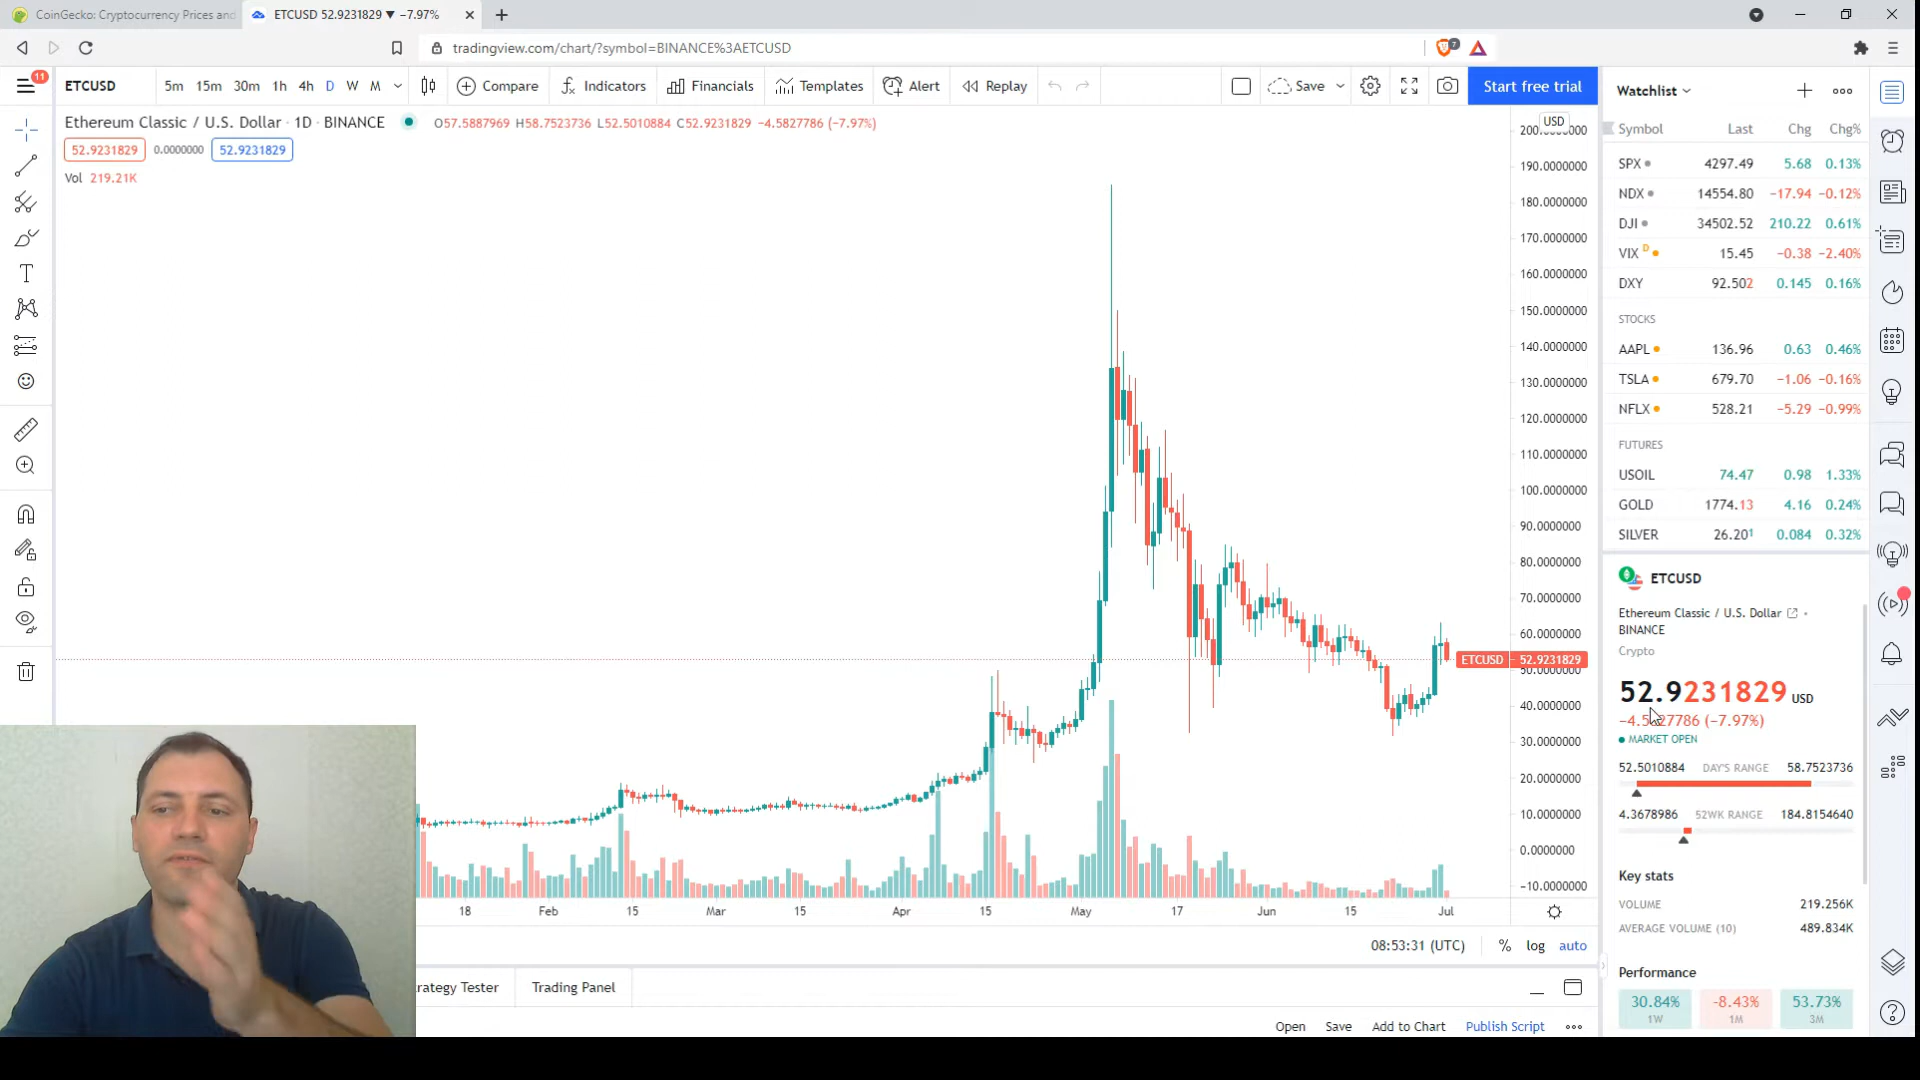 CoinGecko: Cryptocurrency Prices and
ETCUSD 52.9231829 ▼ −7.97%
tradingview.com/chart/?symbol=BINANCE%3AETCUSD
7
11
ETCUSD 5m 15m 30m 1h 4h D W M Compare Indicators Financials Templates Alert Replay Save Start free trial
Ethereum Classic / U.S. Dollar · 1D · BINANCE O57.5887969 H58.7523736 L52.5010884 C52.9231829 −4.5827786 (−7.97%)
52.9231829 0.0000000 52.9231829
Vol 219.21K
USD
190.0000000
180.0000000
170.0000000
160.0000000
150.0000000
140.0000000
130.0000000
120.0000000
110.0000000
100.0000000
90.0000000
80.0000000
70.0000000
60.0000000
ETCUSD 52.9231829
50.0000000
40.0000000
30.0000000
20.0000000
10.0000000
0.0000000
−10.0000000
18 Feb 15 Mar 15 Apr 15 May 17 Jun 15 Jul
08:53:31 (UTC) % log auto
rategy Tester Trading Panel
Open Save Add to Chart Publish Script
Watchlist
Symbol Last Chg Chg%
SPX 4297.49 5.68 0.13%
NDX 14554.80 −17.94 −0.12%
DJI 34502.52 210.22 0.61%
VIX D 15.45 −0.38 −2.40%
DXY 92.502 0.145 0.16%
STOCKS
AAPL 136.96 0.63 0.46%
TSLA 679.70 −1.06 −0.16%
NFLX 528.21 −5.29 −0.99%
FUTURES
USOIL 74.47 0.98 1.33%
GOLD 1774.13 4.16 0.24%
SILVER 26.201 0.084 0.32%
ETCUSD
Ethereum Classic / U.S. Dollar
BINANCE
Crypto
52.9231829 USD
−4.5827786 (−7.97%)
MARKET OPEN
52.5010884 DAY'S RANGE 58.7523736
4.3678986 52WK RANGE 184.8154640
Key stats
VOLUME 219.256K
AVERAGE VOLUME (10) 489.834K
Performance
30.84% -8.43% 53.73%
1W 1M 3M